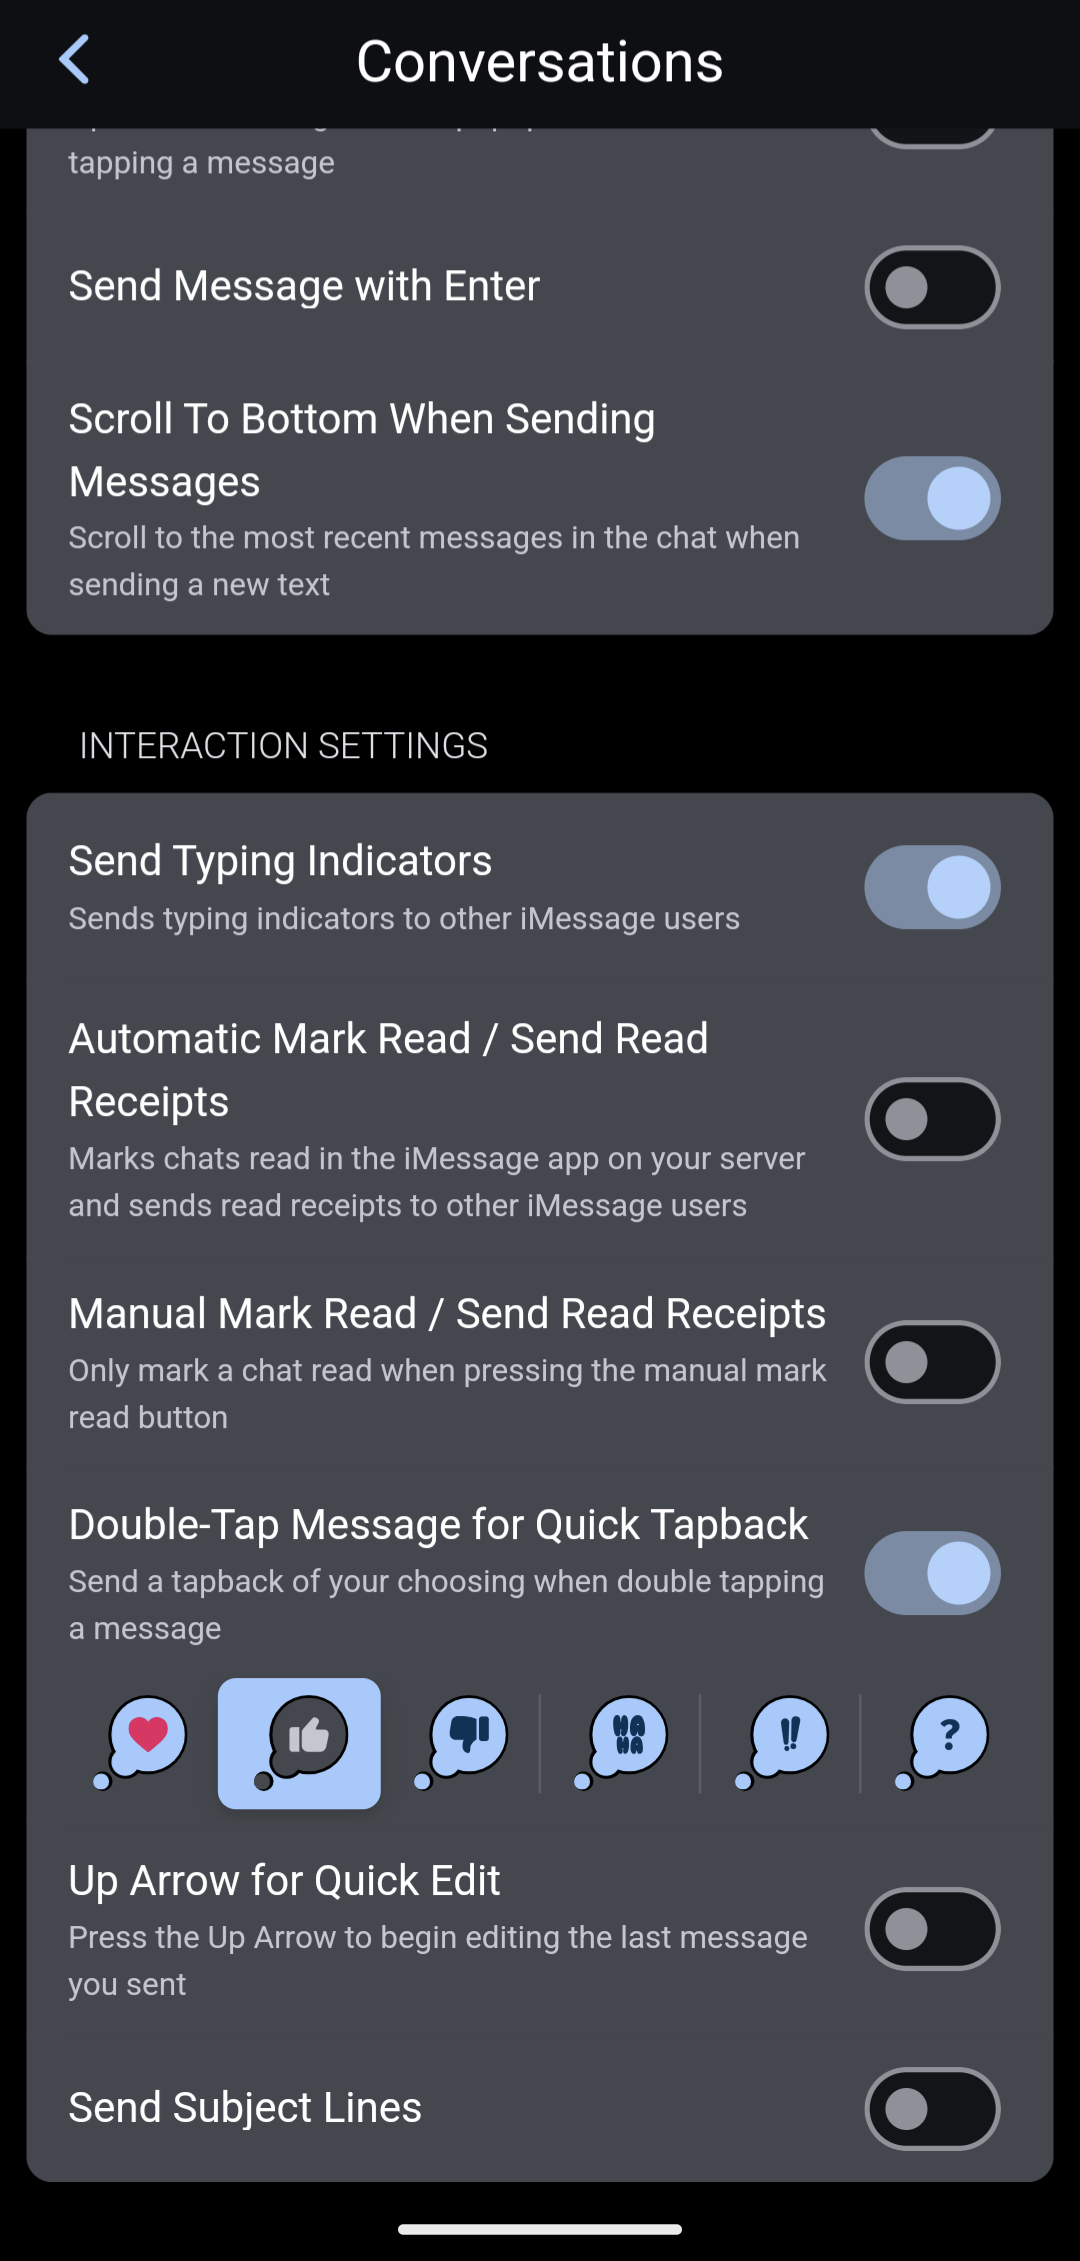 Conversations
tapping a message
Send Message with Enter
Scroll To Bottom When Sending
Messages
Scroll to the most recent messages in the chat when
sending a new text
INTERACTION SETTINGS
Send Typing Indicators
Sends typing indicators to other iMessage users
Automatic Mark Read / Send Read
Receipts
Marks chats read in the iMessage app on your server
and sends read receipts to other iMessage users
Manual Mark Read / Send Read Receipts
Only mark a chat read when pressing the manual mark
read button
Double-Tap Message for Quick Tapback
Send a tapback of your choosing when double tapping
a message
HA HA !! ?
Up Arrow for Quick Edit
Press the Up Arrow to begin editing the last message
you sent
Send Subject Lines